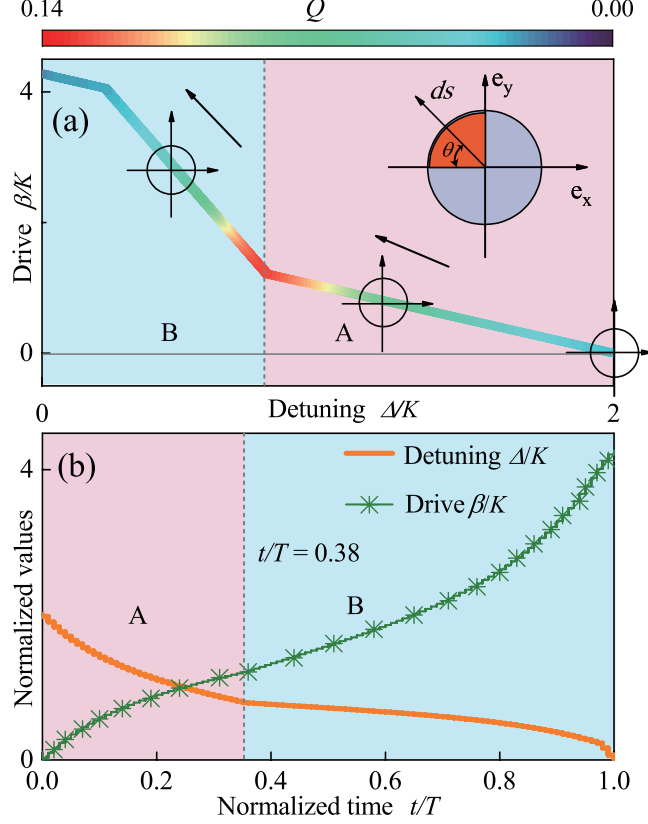 0.14 Q 0.00
(a)
4
0
Drive β/K
B
A
ds
θ
e_y
e_x
0 Detuning Δ/K 2
(b)
4
0
Normalized values
Detuning Δ/K
Drive β/K
t/T = 0.38
A
B
0.0 0.2 0.4 0.6 0.8 1.0
Normalized time t/T